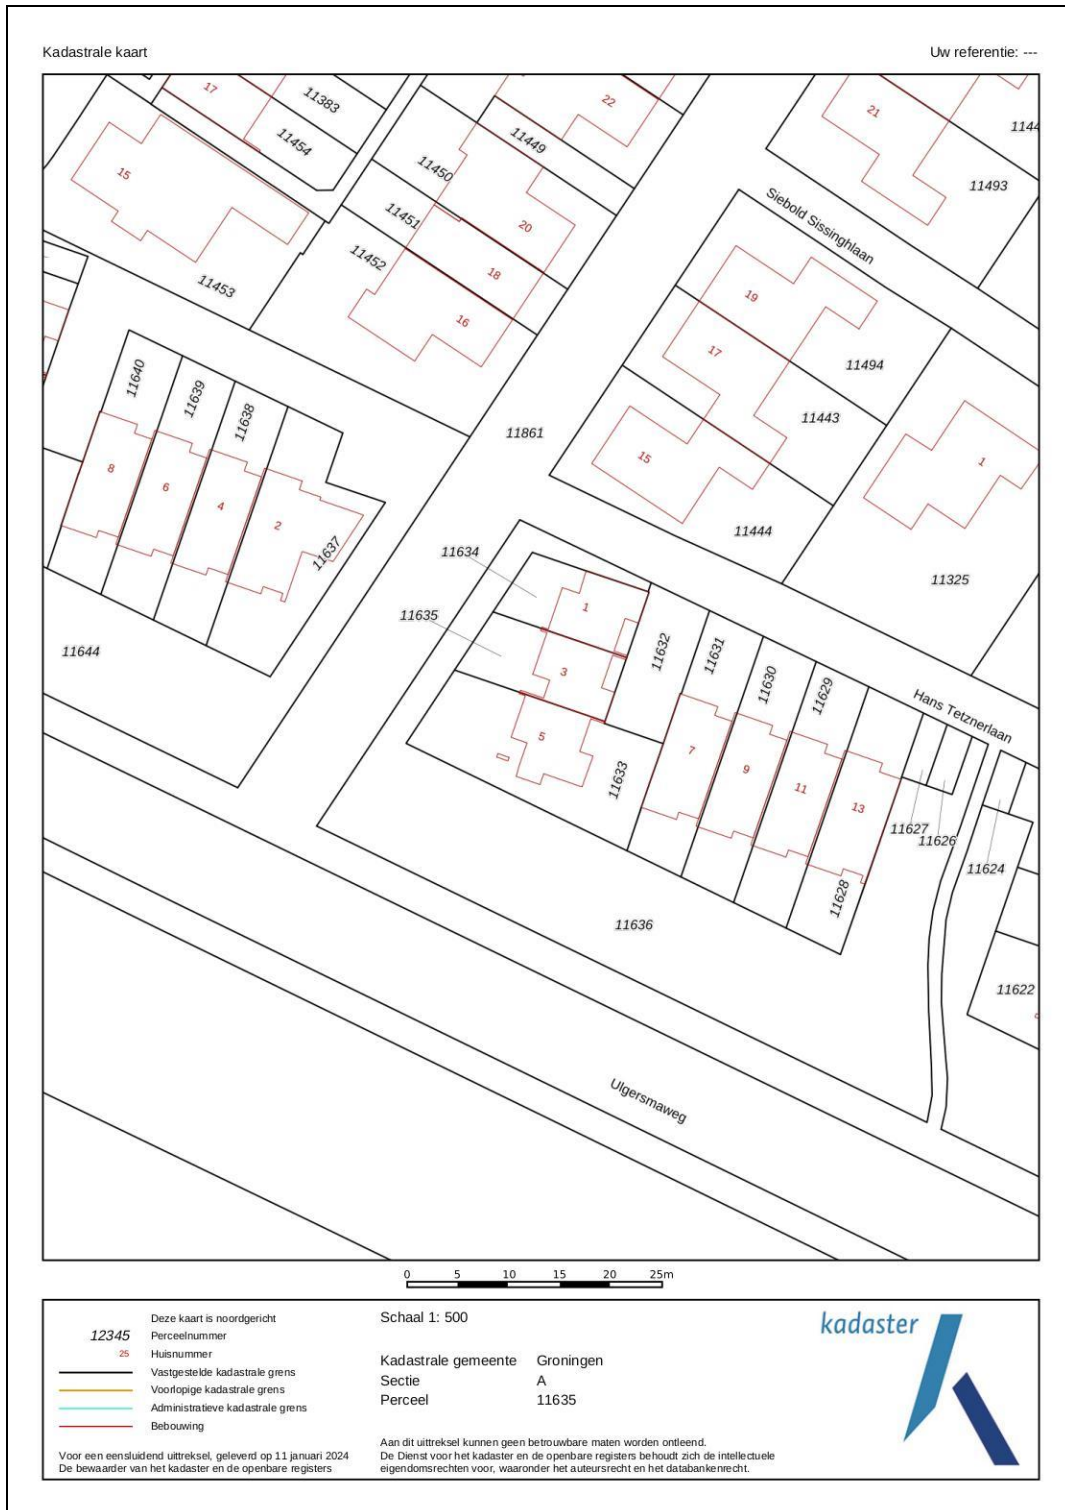 Kadastrale kaart
Uw referentie: ---
17
11383
22
21
11454
11449
1144
15
11450
11493
11451
20
Siebold Sissinghlaan
11452
18
11453
19
16
17
11494
11640
11639
11638
11443
11861
15
1
8
6
4
2
11444
11637
11634
11325
1
11635
11632
11631
11644
3
11630
11629
Hans Tetznerlaan
5
7
9
11633
11
13
11627
11626
11624
11628
11636
11622
Ulgersmaweg
0 5 10 15 20 25m
Deze kaart is noordgericht
12345 Perceelnummer
25 Huisnummer
Vastgestelde kadastrale grens
Voorlopige kadastrale grens
Administratieve kadastrale grens
Bebouwing
Voor een eensluidend uittreksel, geleverd op 11 januari 2024
De bewaarder van het kadaster en de openbare registers
Schaal 1: 500
Kadastrale gemeente Groningen
Sectie A
Perceel 11635
Aan dit uittreksel kunnen geen betrouwbare maten worden ontleend.
De Dienst voor het kadaster en de openbare registers behoudt zich de intellectuele
eigendomsrechten voor, waaronder het auteursrecht en het databankenrecht.
kadaster